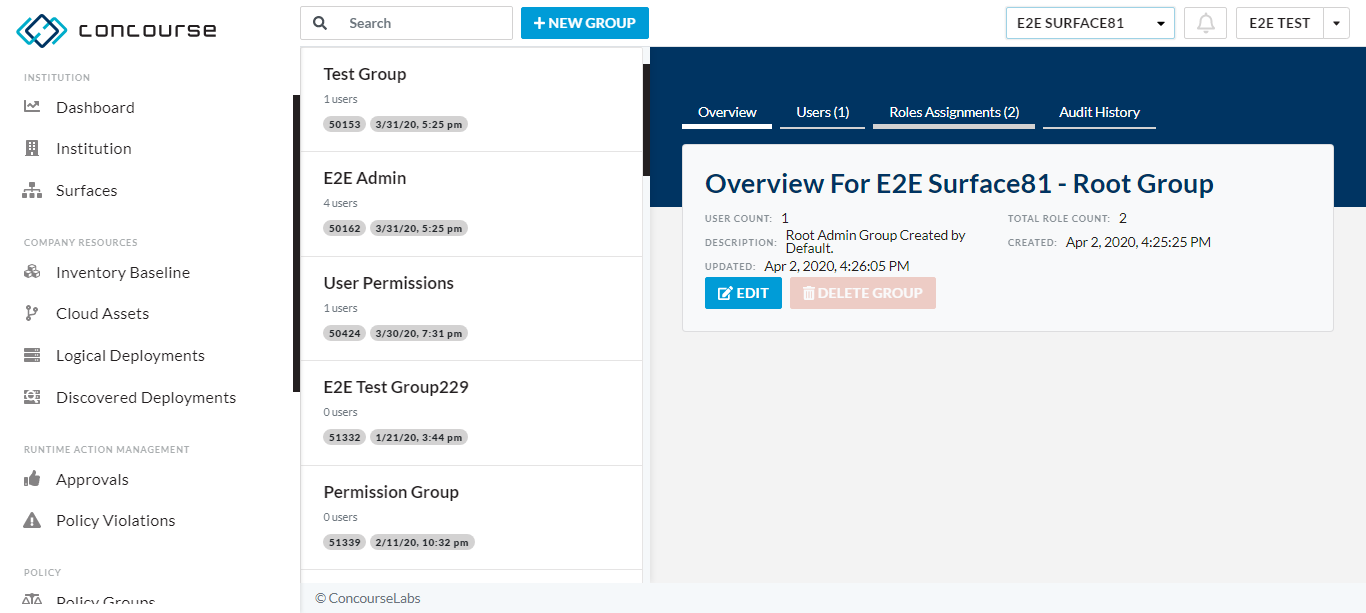 concourse
Search
NEW GROUP
E2E SURFACE81
E2E TEST
INSTITUTION
Dashboard
Institution
Surfaces
COMPANY RESOURCES
Inventory Baseline
Cloud Assets
Logical Deployments
Discovered Deployments
RUNTIME ACTION MANAGEMENT
Approvals
Policy Violations
POLICY
Policy Groups
Test Group
1 users
50153 3/31/20, 5:25 pm
E2E Admin
4 users
50162 3/31/20, 5:25 pm
User Permissions
1 users
50424 3/30/20, 7:31 pm
E2E Test Group229
0 users
51332 1/21/20, 3:44 pm
Permission Group
0 users
51339 2/11/20, 10:32 pm
Overview Users (1) Roles Assignments (2) Audit History
Overview For E2E Surface81 - Root Group
USER COUNT: 1
TOTAL ROLE COUNT: 2
DESCRIPTION: Root Admin Group Created by
Default.
CREATED: Apr 2, 2020, 4:25:25 PM
UPDATED: Apr 2, 2020, 4:26:05 PM
EDIT DELETE GROUP
© ConcourseLabs